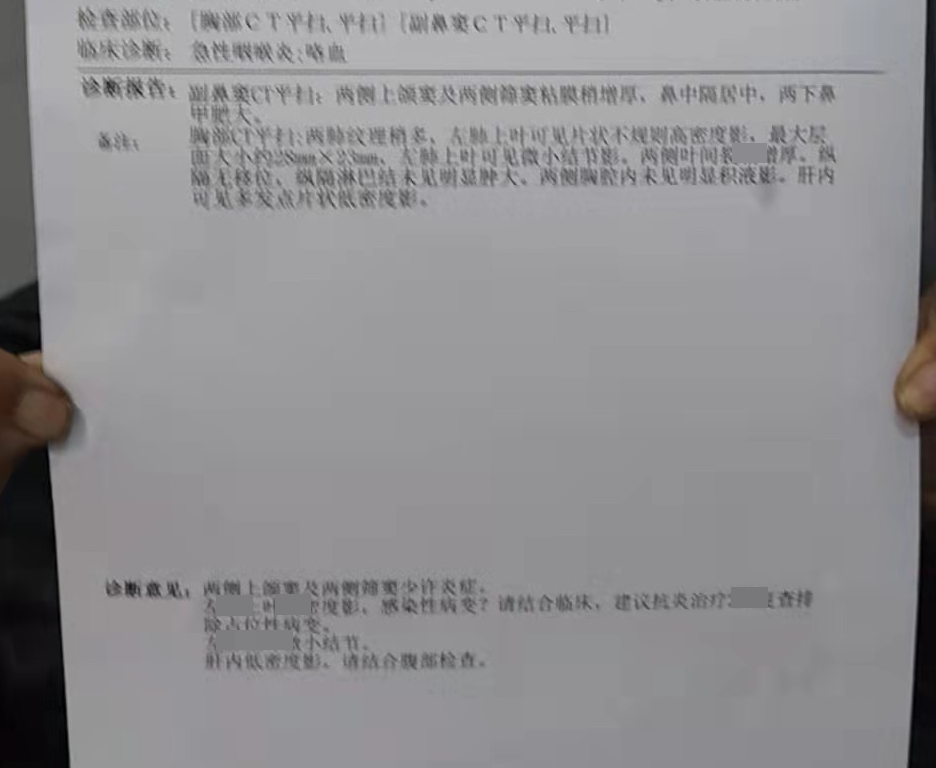 检查部位: [胸部CT平扫,平扫] [副鼻窦CT平扫,平扫]
临床诊断: 急性咽喉炎;咯血
诊断报告: 副鼻窦CT平扫: 两侧上颌窦及两侧筛窦粘膜稍增厚、鼻中隔居中、两下鼻
甲肥大。
备注: 胸部CT平扫:两肺纹理稍多、左肺上叶可见片状不规则高密度影、最大层
面大小约28mm×23mm、左肺上叶可见微小结节影。两侧叶间 增厚。纵
隔无移位、纵隔淋巴结未见明显肿大、两侧胸腔内未见明显积液影。肝内
可见多发点片状低密度影。
诊断意见: 两侧上颌窦及两侧筛窦少许炎症。
密度影、感染性病变?请结合临床,建议抗炎治疗 查排
除占位性病变。
小结节。
肝内低密度影、请结合腹部检查。